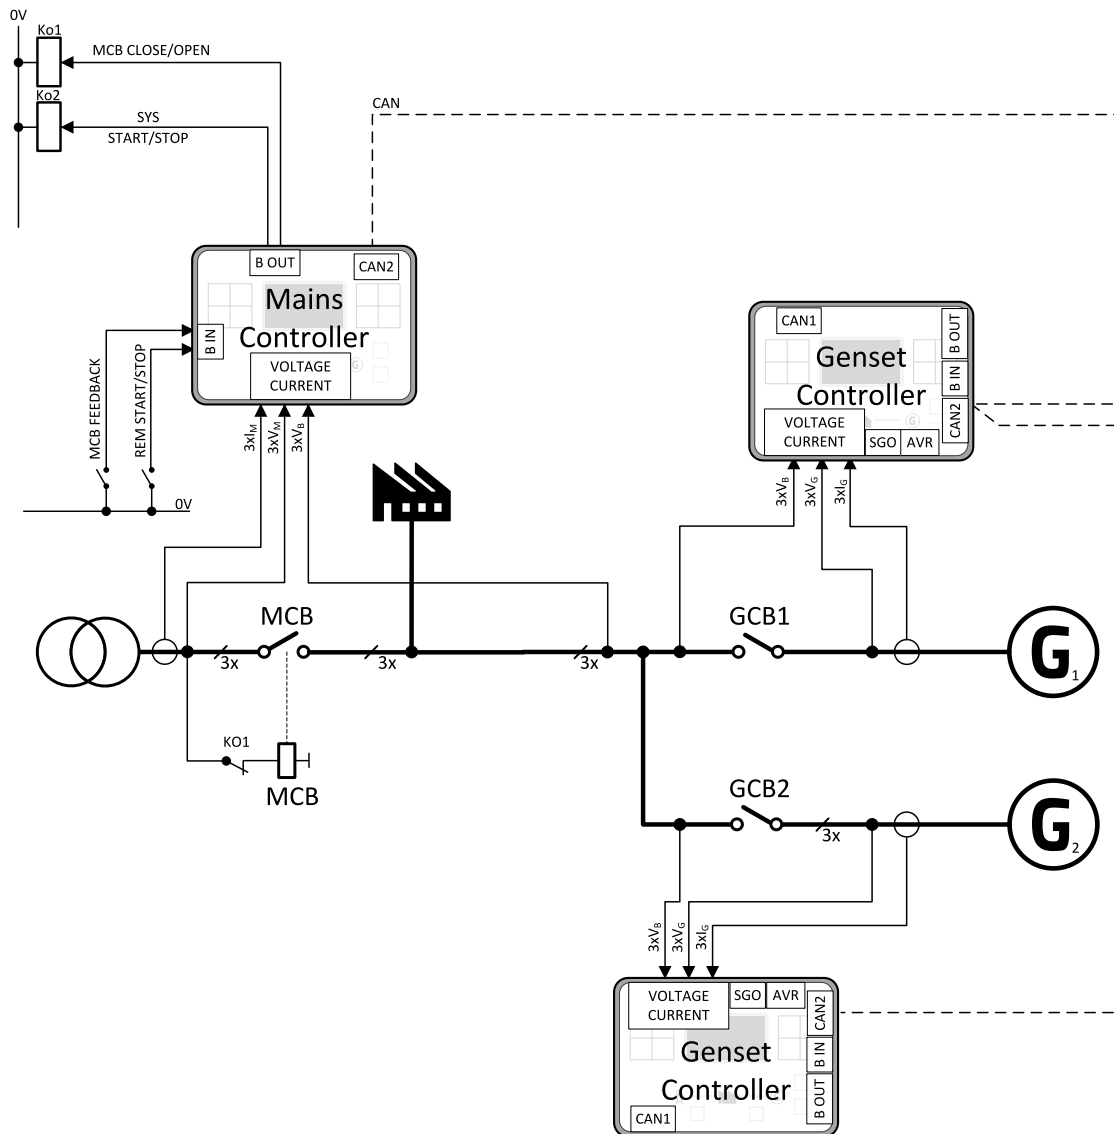 0V
Ko1
MCB CLOSE/OPEN
Ko2
SYS
START/STOP
CAN
B OUT
CAN2
Mains
Controller
B IN
VOLTAGE
CURRENT
G
MCB FEEDBACK
REM START/STOP
0V
3xIM
3xVM
3xVB
CAN1
B OUT
Genset
Controller
B IN
CAN2
VOLTAGE
CURRENT
SGO
AVR
G
3xVB
3xVG
3xIG
MCB
GCB1
3x
3x
3x
G
1
KO1
MCB
GCB2
3x
G
2
3xVB
3xVG
3xIG
VOLTAGE
CURRENT
SGO
AVR
CAN2
Genset
Controller
B IN
B OUT
CAN1